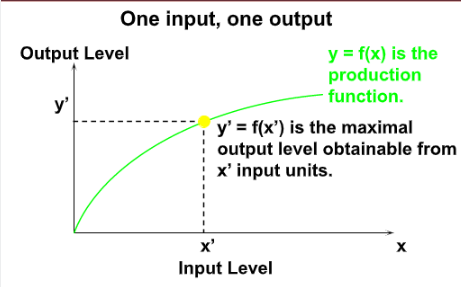 One input, one output
Output Level
y = f(x) is the
production
function.
y’
y’ = f(x’) is the maximal
output level obtainable from
x’ input units.
x’
x
Input Level